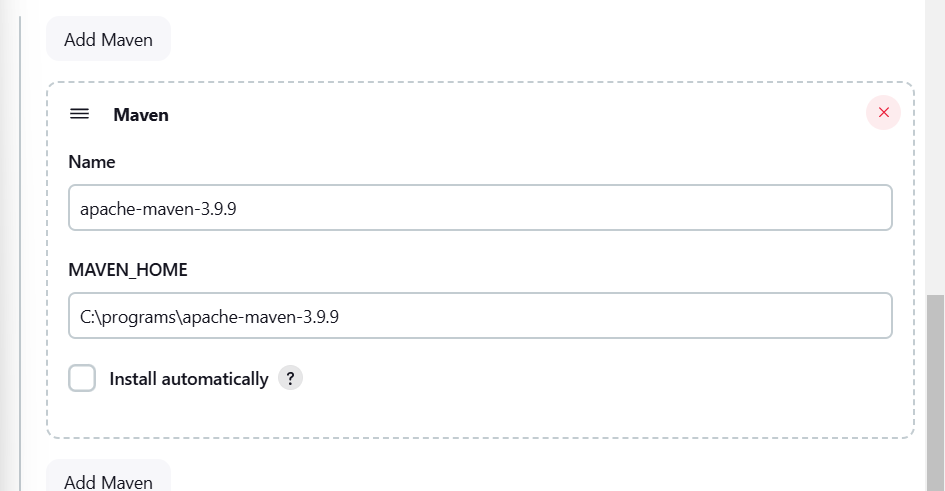 Add Maven
Maven
Name
apache-maven-3.9.9
MAVEN_HOME
C:\programs\apache-maven-3.9.9
Install automatically ?
Add Maven